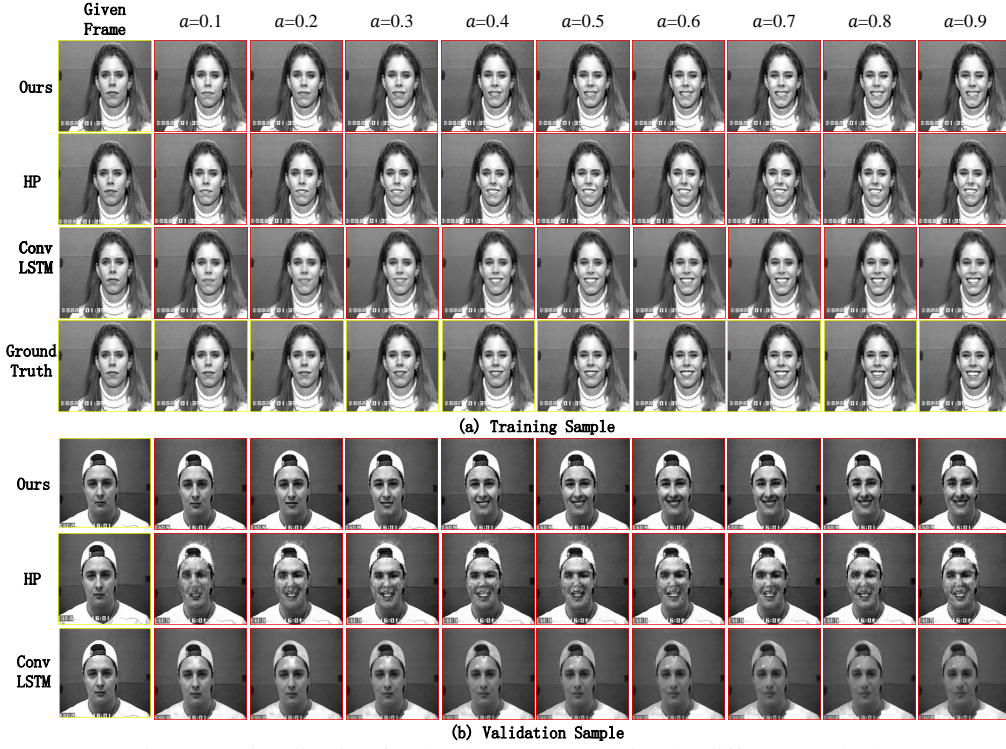 Given
Frame
a=0.1 a=0.2 a=0.3 a=0.4 a=0.5 a=0.6 a=0.7 a=0.8 a=0.9
Ours
HP
Conv
LSTM
Ground
Truth
(a) Training Sample
Ours
HP
Conv
LSTM
(b) Validation Sample